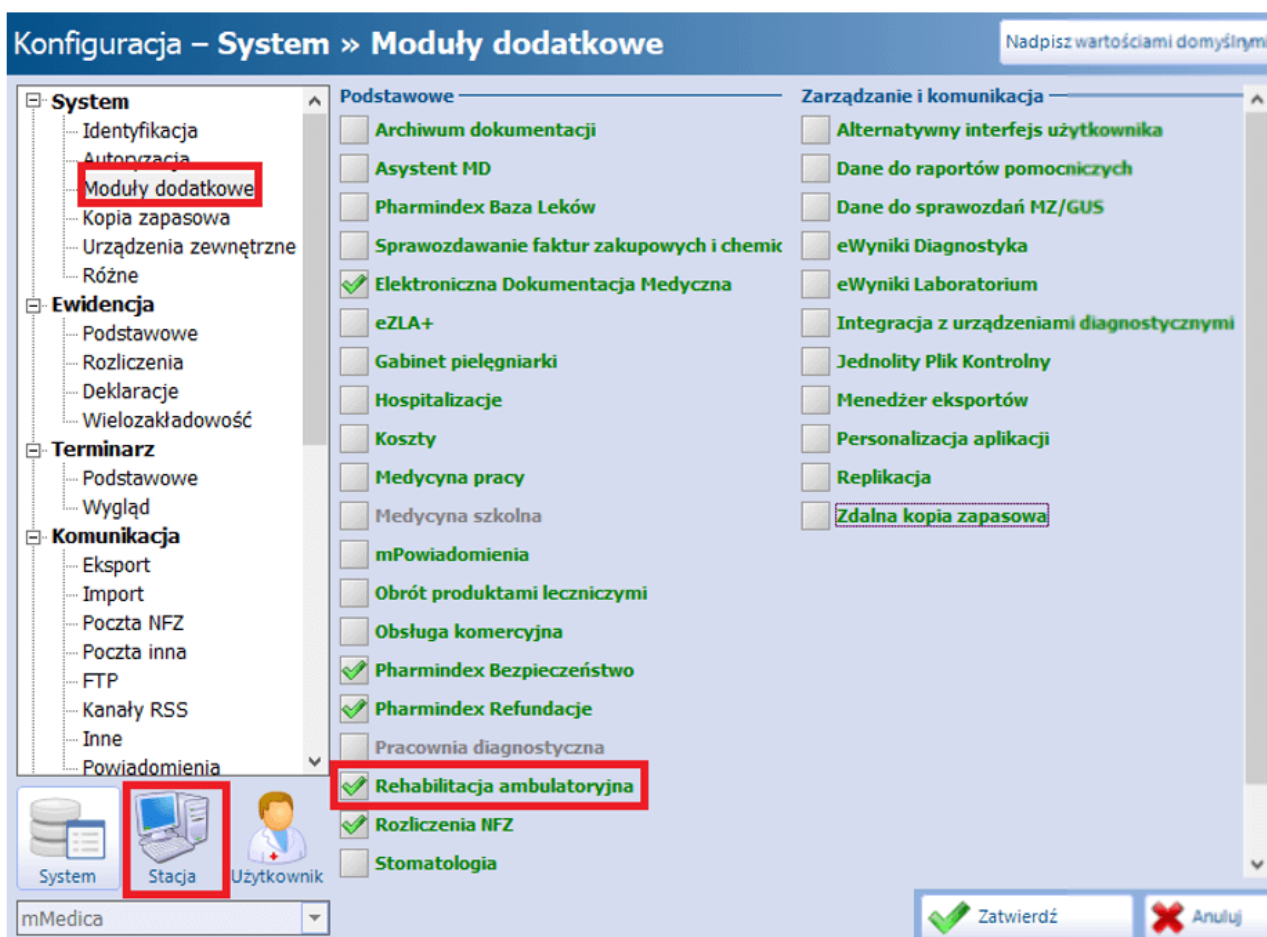 Konfiguracja – System » Moduły dodatkowe
Nadpisz wartościami domyślnymi
System
Identyfikacja
Autoryzacja
Moduły dodatkowe
Kopia zapasowa
Urządzenia zewnętrzne
Różne
Ewidencja
Podstawowe
Rozliczenia
Deklaracje
Wielozakładowość
Terminarz
Podstawowe
Wygląd
Komunikacja
Eksport
Import
Poczta NFZ
Poczta inna
FTP
Kanały RSS
Inne
Powiadomienia
System
Stacja
Użytkownik
mMedica
Podstawowe
Archiwum dokumentacji
Asystent MD
Pharmindex Baza Leków
Sprawozdawanie faktur zakupowych i chemic
Elektroniczna Dokumentacja Medyczna
eZLA+
Gabinet pielęgniarki
Hospitalizacje
Koszty
Medycyna pracy
Medycyna szkolna
mPowiadomienia
Obrót produktami leczniczymi
Obsługa komercyjna
Pharmindex Bezpieczeństwo
Pharmindex Refundacje
Pracownia diagnostyczna
Rehabilitacja ambulatoryjna
Rozliczenia NFZ
Stomatologia
Zarządzanie i komunikacja
Alternatywny interfejs użytkownika
Dane do raportów pomocniczych
Dane do sprawozdań MZ/GUS
eWyniki Diagnostyka
eWyniki Laboratorium
Integracja z urządzeniami diagnostycznymi
Jednolity Plik Kontrolny
Menedżer eksportów
Personalizacja aplikacji
Replikacja
Zdalna kopia zapasowa
Zatwierdź
Anuluj